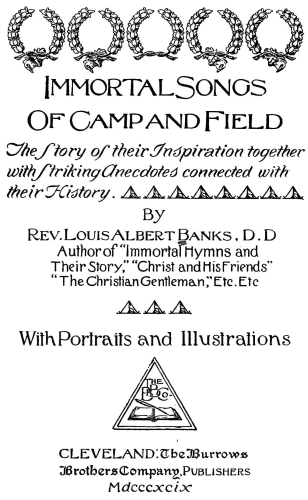 IMMORTAL SONGS
OF CAMP AND FIELD
The Story of their Inspiration together
with striking Anecdotes connected with
their History.
By
REV. LOUIS ALBERT BANKS, D.D
Author of "Immortal Hymns and
Their Story," "Christ and His Friends"
"The Christian Gentleman," Etc. Etc
With Portraits and Illustrations
THE
B B
Co.
CLEVELAND: The Burrows
Brothers Company, PUBLISHERS
Mdcccxcix